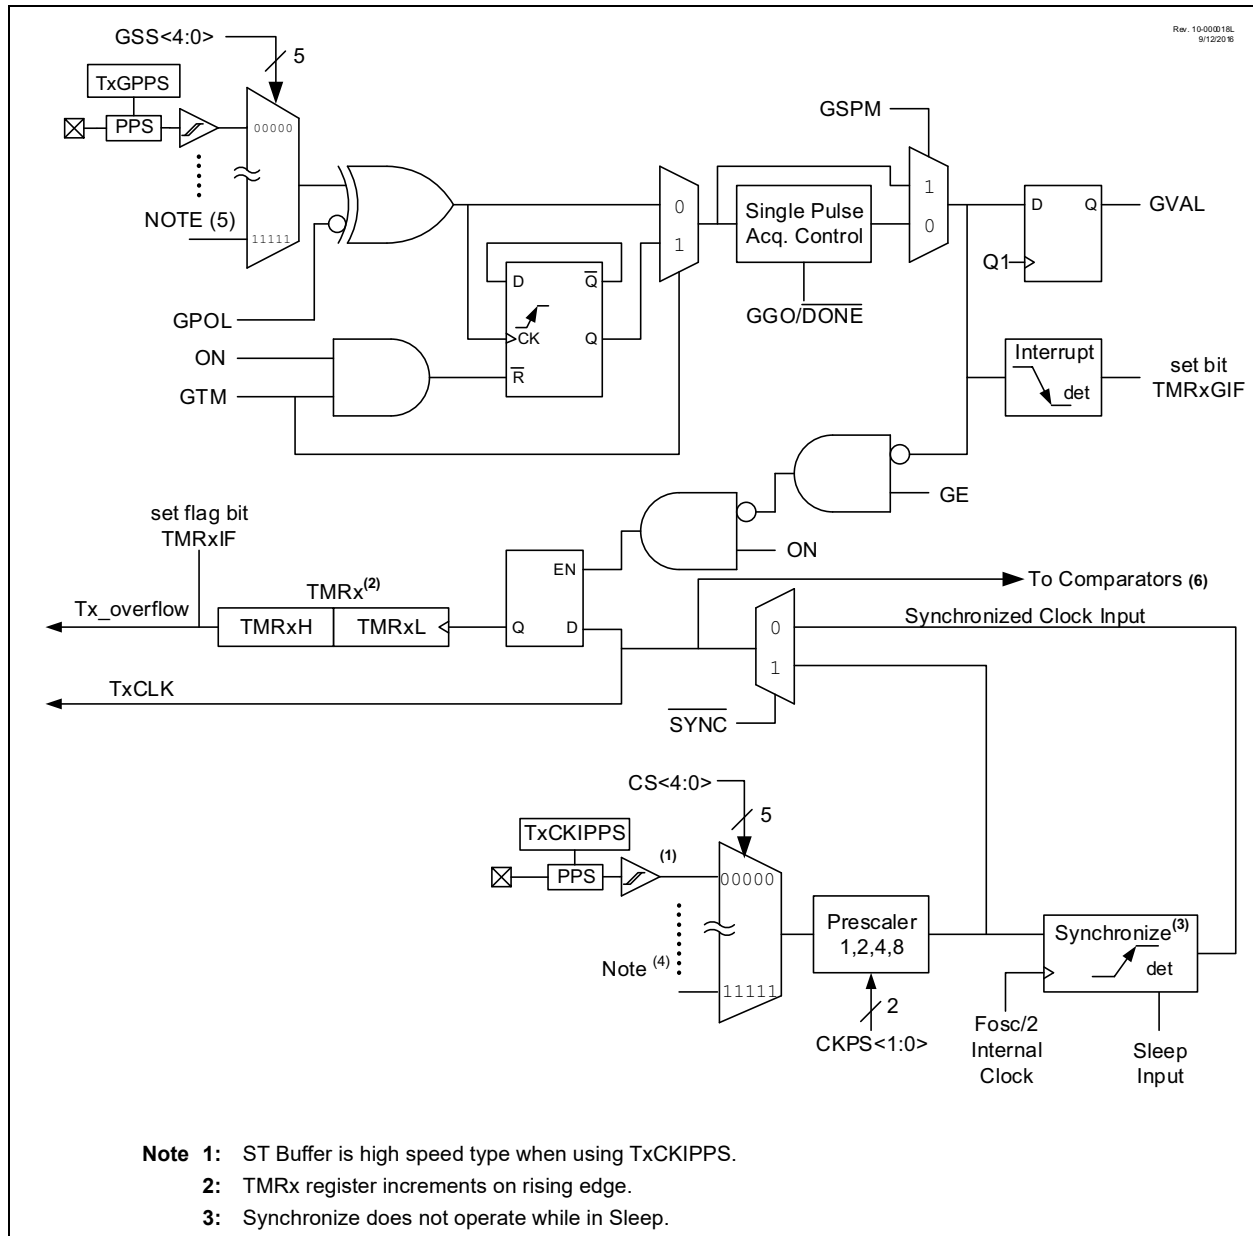 Rev. 10-000018L
9/12/2016
GSS<4:0>
5
TxGPPS
PPS
00000
NOTE (5)
11111
GPOL
ON
GTM
D
Q
CK
Q
R
0
1
Single Pulse
Acq. Control
GGO/DONE
GSPM
1
0
D
Q
Q1
GVAL
Interrupt
det
set bit
TMRxGIF
GE
ON
set flag bit
TMRxIF
Tx_overflow
TMRx(2)
TMRxH
TMRxL
EN
Q
D
TxCLK
To Comparators (6)
0
1
Synchronized Clock Input
SYNC
CS<4:0>
5
TxCKIPPS
PPS
(1)
00000
Note (4)
11111
Prescaler
1,2,4,8
2
CKPS<1:0>
Synchronize(3)
det
Fosc/2
Internal
Clock
Sleep
Input
Note 1: ST Buffer is high speed type when using TxCKIPPS.
2: TMRx register increments on rising edge.
3: Synchronize does not operate while in Sleep.